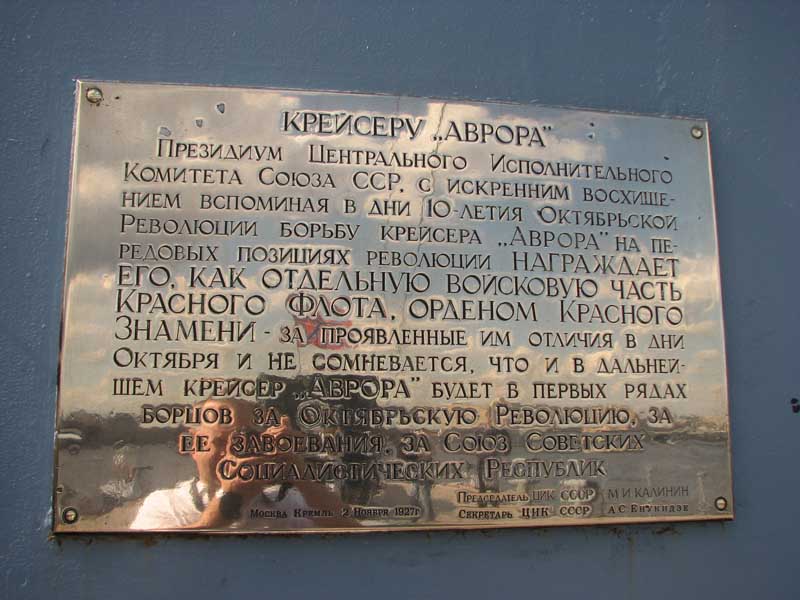 КРЕЙСЕРУ „АВРОРА"
ПРЕЗИДИУМ ЦЕНТРАЛЬНОГО ИСПОЛНИТЕЛЬНОГО
КОМИТЕТА СОЮЗА ССР, С ИСКРЕННИМ ВОСХИЩЕ-
НИЕМ ВСПОМИНАЯ В ДНИ 10-ЛЕТИЯ ОКТЯБРЬСКОЙ
РЕВОЛЮЦИИ БОРЬБУ КРЕЙСЕРА „АВРОРА" НА ПЕ-
РЕДОВЫХ ПОЗИЦИЯХ РЕВОЛЮЦИИ НАГРАЖДАЕТ
ЕГО, КАК ОТДЕЛЬНУЮ ВОЙСКОВУЮ ЧАСТЬ
КРАСНОГО ФЛОТА, ОРДЕНОМ КРАСНОГО
ЗНАМЕНИ - ЗА ПРОЯВЛЕННЫЕ ИМ ОТЛИЧИЯ В ДНИ
ОКТЯБРЯ И НЕ СОМНЕВАЕТСЯ, ЧТО И В ДАЛЬНЕЙ-
ШЕМ КРЕЙСЕР „АВРОРА" БУДЕТ В ПЕРВЫХ РЯДАХ
БОРЦОВ ЗА ОКТЯБРЬСКУЮ РЕВОЛЮЦИЮ, ЗА
ЕЕ ЗАВОЕВАНИЯ, ЗА СОЮЗ СОВЕТСКИХ
СОЦИАЛИСТИЧЕСКИХ РЕСПУБЛИК
ПРЕДСЕДАТЕЛЬ ЦИК СССР М.И.КАЛИНИН
МОСКВА КРЕМЛЬ 2 НОЯБРЯ 1927г. СЕКРЕТАРЬ ЦИК СССР А.С.ЕНУКИДЗЕ